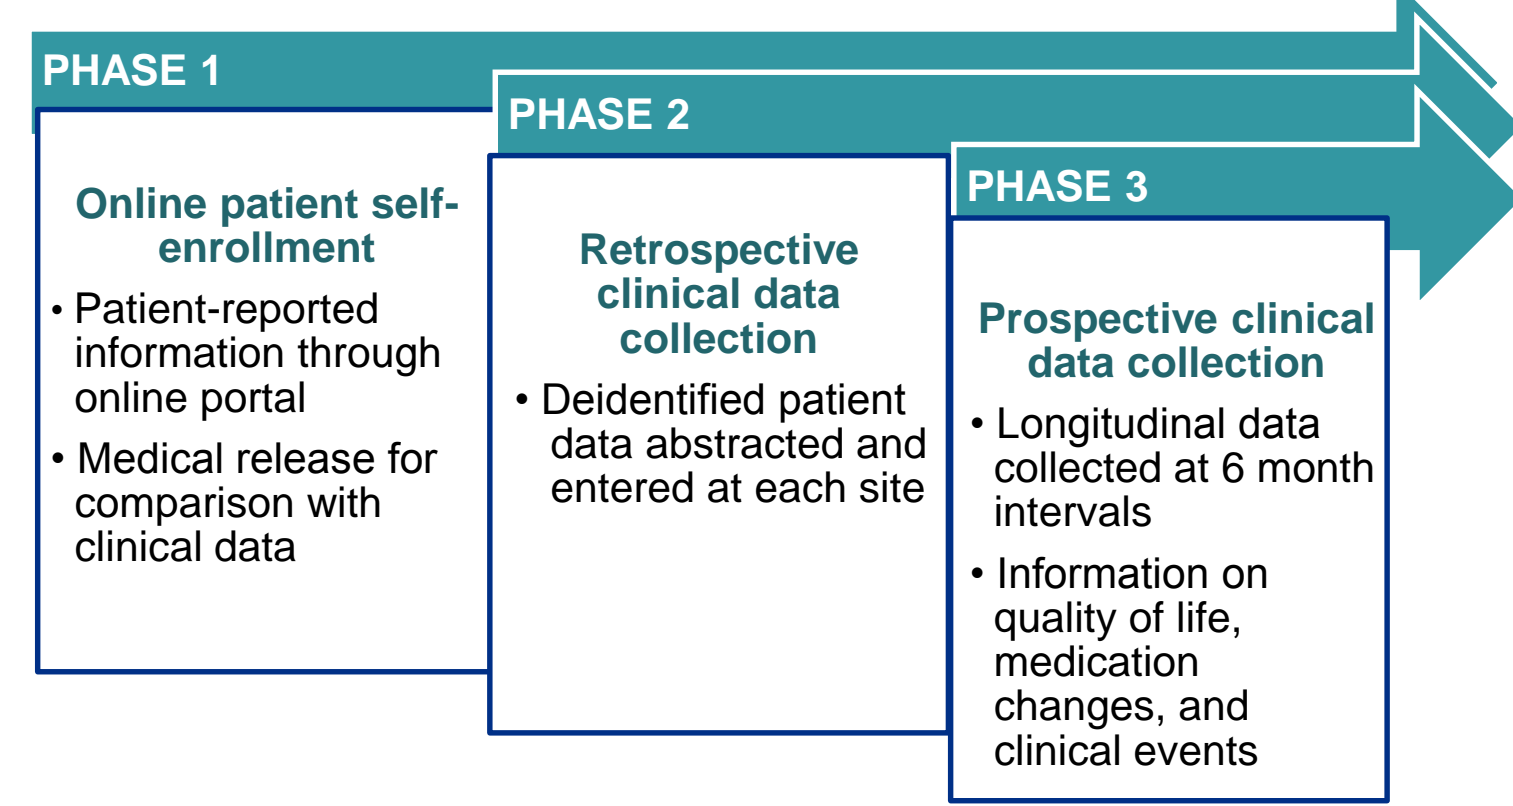 PHASE 1
Online patient self-
enrollment
• Patient-reported
information through
online portal
• Medical release for
comparison with
clinical data
PHASE 2
Retrospective
clinical data
collection
• Deidentified patient
data abstracted and
entered at each site
PHASE 3
Prospective clinical
data collection
• Longitudinal data
collected at 6 month
intervals
• Information on
quality of life,
medication
changes, and
clinical events